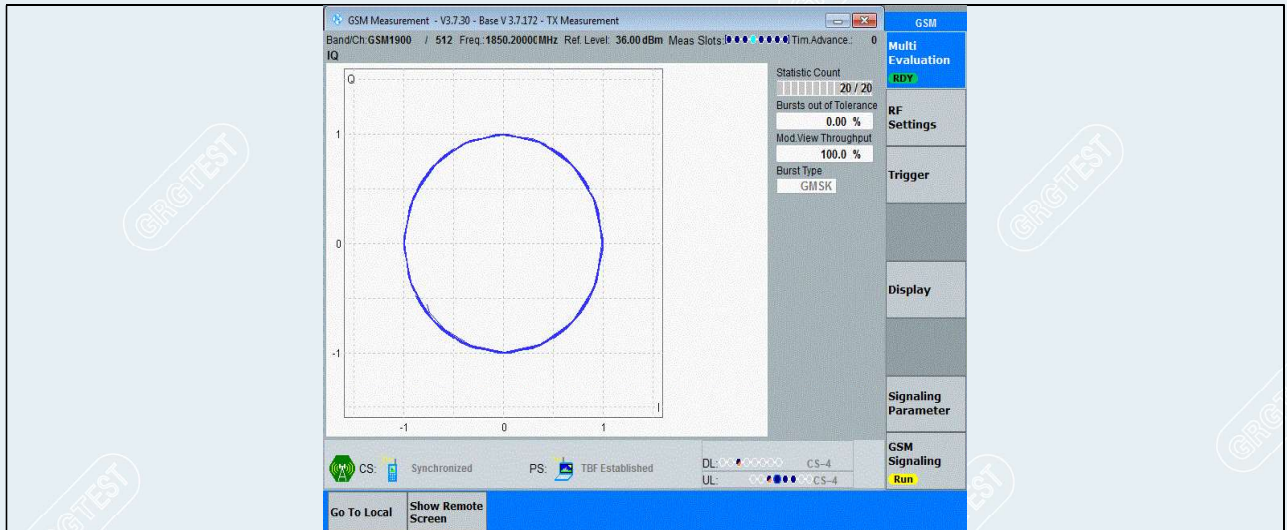 GSM Measurement - V3.7.30 - Base V 3.7.172 - TX Measurement
GSM
Band/Ch: GSM1900 / 512 Freq.: 1850.20000 MHz Ref. Level: 36.00 dBm Meas Slots: Tim.Advance.: 0
IQ
Multi
Evaluation
RDY
Q
1
0
-1
I
-1 0 1
Statistic Count
20 / 20
Bursts out of Tolerance
0.00 %
Mod.View Throughput
100.0 %
Burst Type
GMSK
RF
Settings
Trigger
Display
Signaling
Parameter
GSM
Signaling
Run
CS: Synchronized PS: TBF Established
DL: CS-4
UL: CS-4
Go To Local
Show Remote
Screen
GRGTEST
GRGTEST
GRGTEST
GRGTEST
GRGTEST